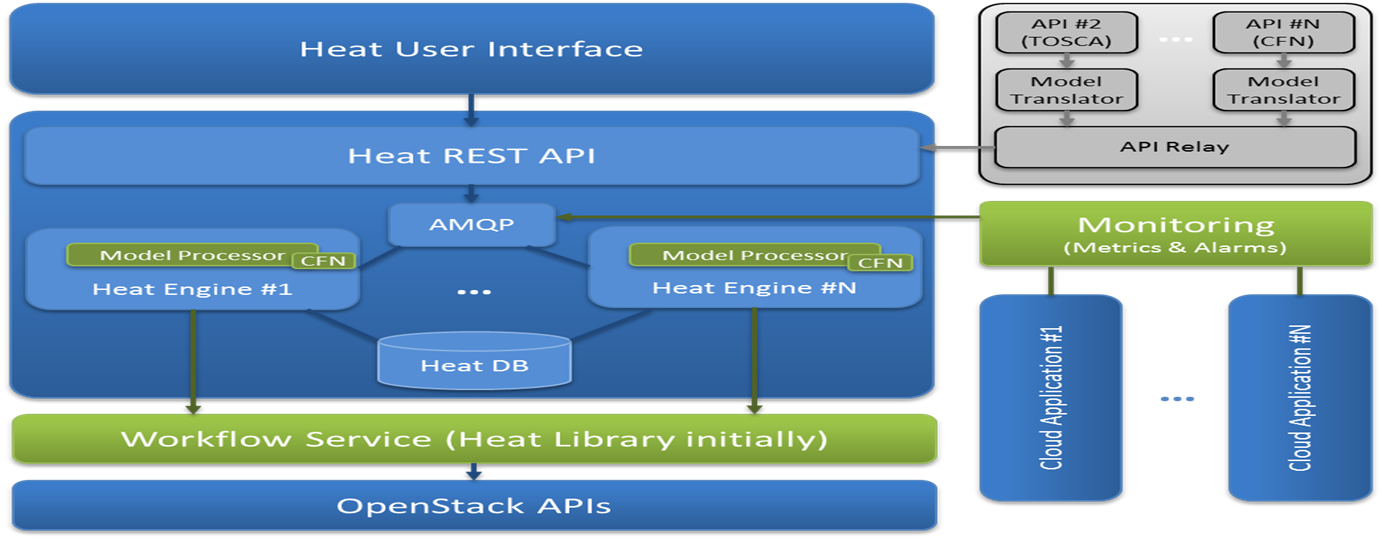 Heat User Interface
Heat REST API
AMQP
Model Processor
CFN
Heat Engine #1
...
Model Processor
CFN
Heat Engine #N
Heat DB
Workflow Service (Heat Library initially)
OpenStack APIs
API #2
(TOSCA)
...
API #N
(CFN)
Model
Translator
Model
Translator
API Relay
Monitoring
(Metrics & Alarms)
Cloud Application #1
...
Cloud Application #N